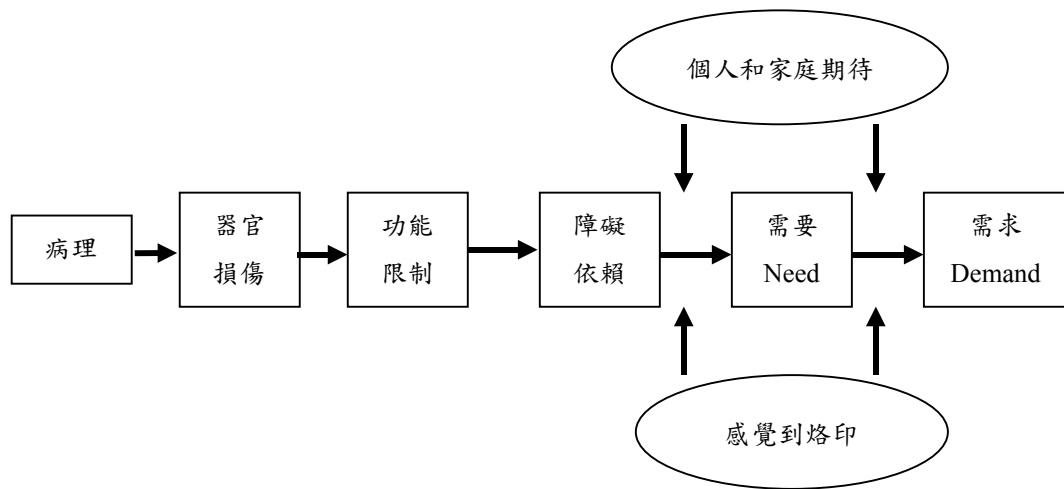 個人和家庭期待
病理
器官
損傷
功能
限制
障礙
依賴
需要
Need
需求
Demand
感覺到烙印